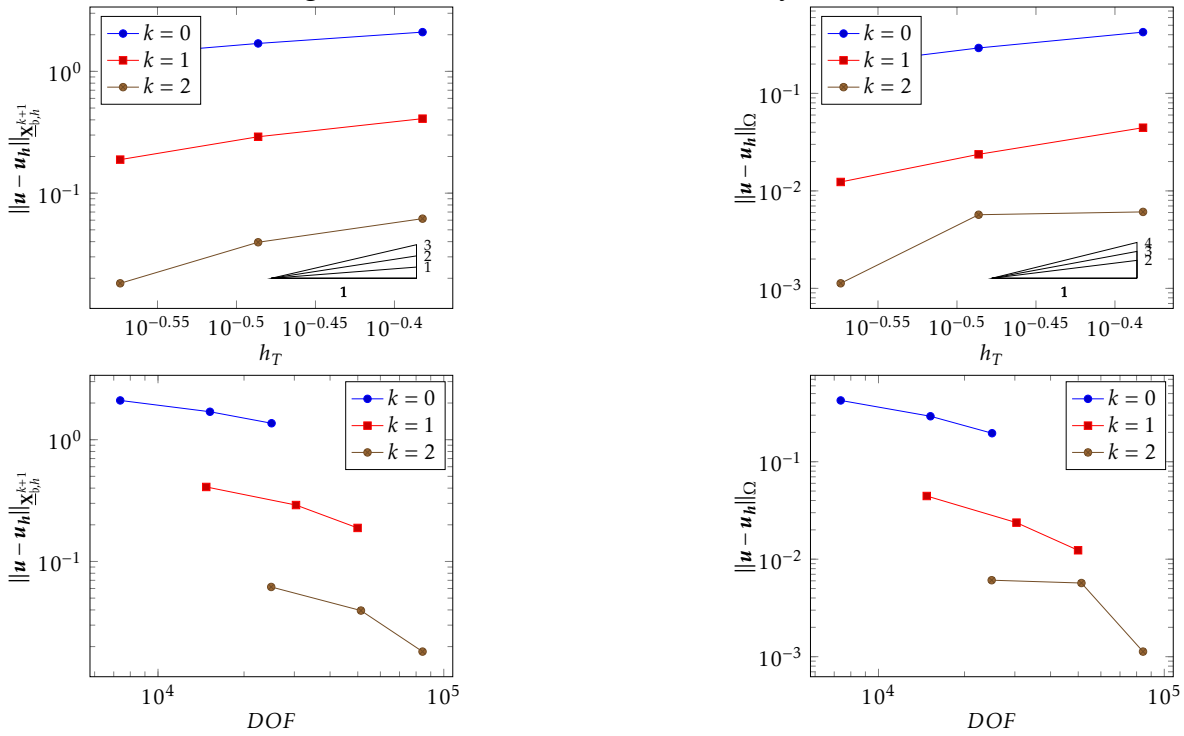 k = 0
k = 1
k = 2
10^0
10^{-1}
||u − u_h||_{X_{b,h}^{k+1}}
3
2
1
1
10^{-0.55}
10^{-0.5}
10^{-0.45}
10^{-0.4}
h_T
k = 0
k = 1
k = 2
10^{-1}
10^{-2}
10^{-3}
||u − u_h||_Ω
4
3
2
1
10^{-0.55}
10^{-0.5}
10^{-0.45}
10^{-0.4}
h_T
k = 0
k = 1
k = 2
10^0
10^{-1}
||u − u_h||_{X_{b,h}^{k+1}}
10^4
10^5
DOF
k = 0
k = 1
k = 2
10^{-1}
10^{-2}
10^{-3}
||u − u_h||_Ω
10^4
10^5
DOF